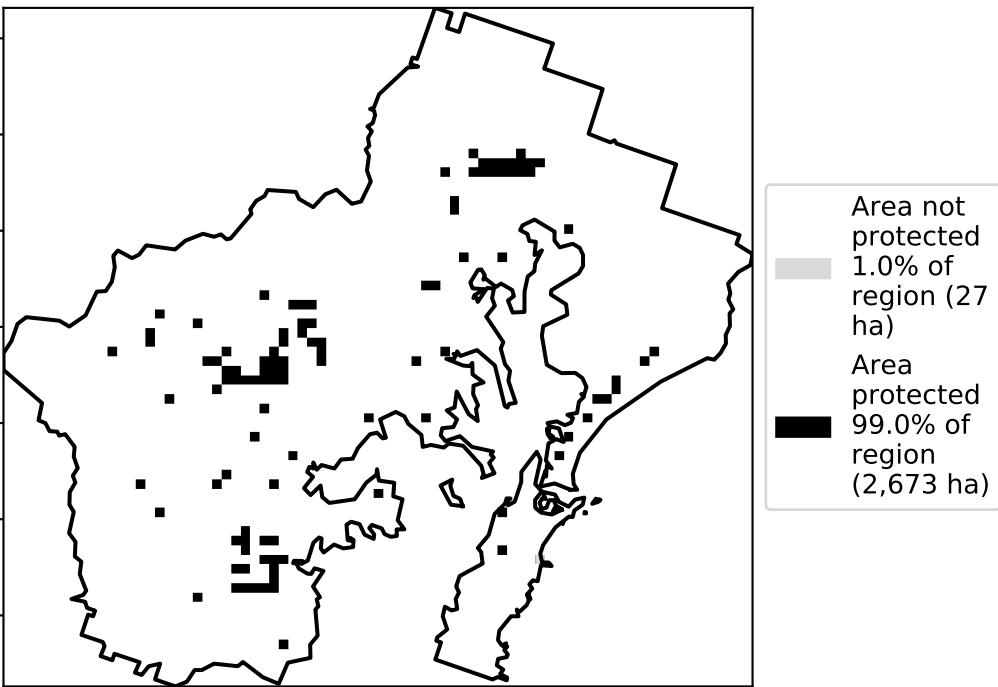 Area not
protected
1.0% of
region (27
ha)
Area
protected
99.0% of
region
(2,673 ha)